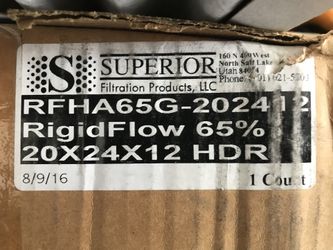 S SUPERIOR
Filtration Products, LLC
160 N 400 West
North Salt Lake
Utah 84054
Phone:
RFHA65G-202412
RigidFlow 65%
20X24X12 HDR
8/9/16
1 Count